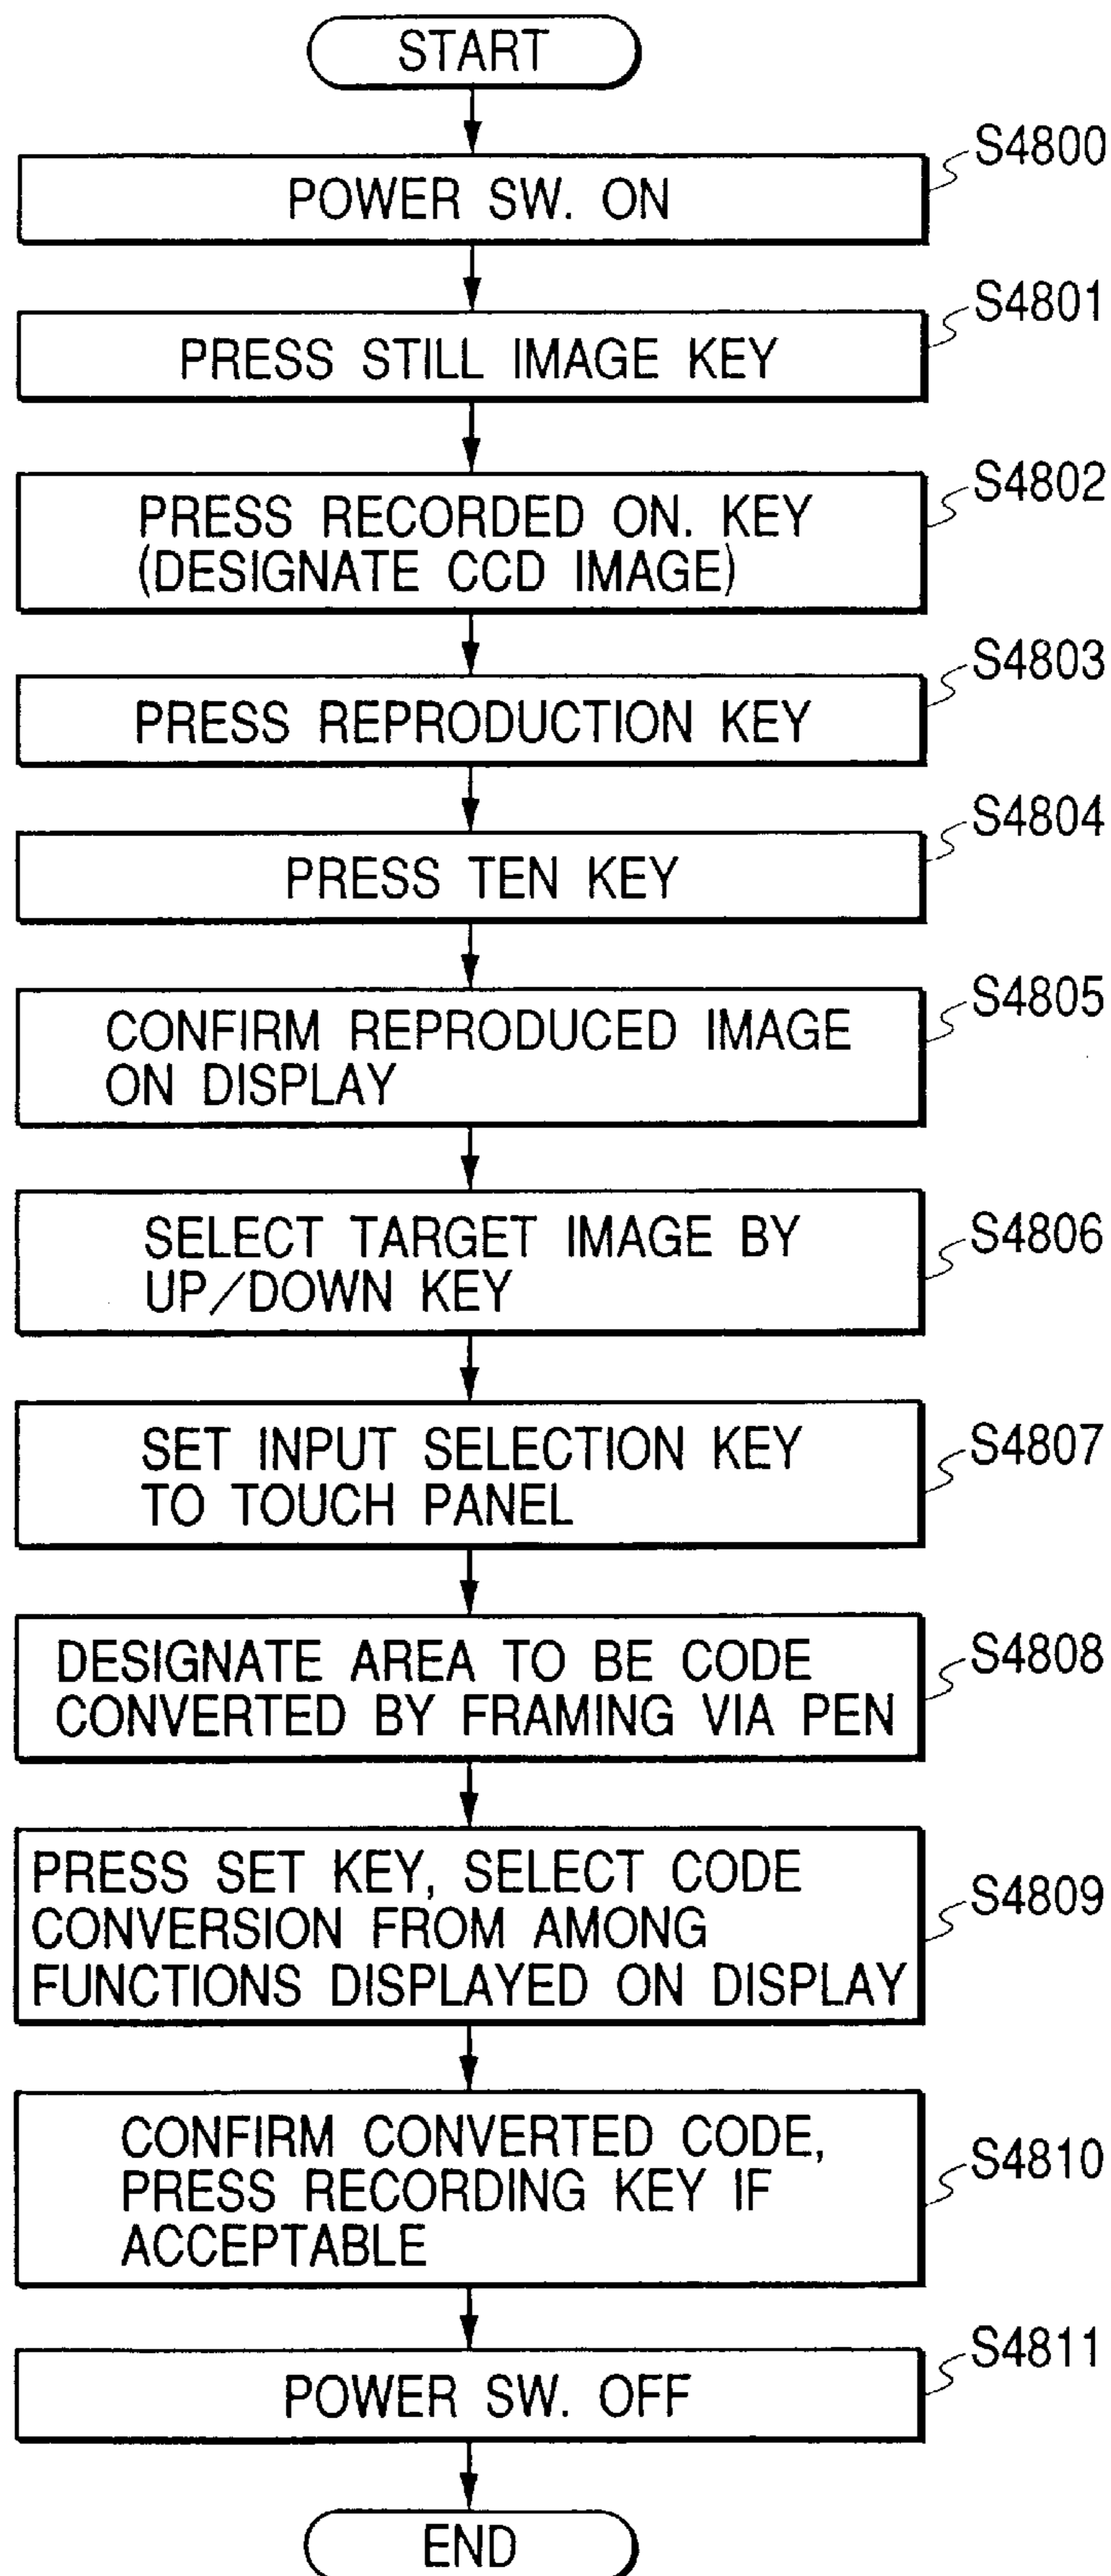 START
POWER SW. ON
S4800
PRESS STILL IMAGE KEY
S4801
PRESS RECORDED ON. KEY
(DESIGNATE CCD IMAGE)
S4802
PRESS REPRODUCTION KEY
S4803
PRESS TEN KEY
S4804
CONFIRM REPRODUCED IMAGE
ON DISPLAY
S4805
SELECT TARGET IMAGE BY
UP/DOWN KEY
S4806
SET INPUT SELECTION KEY
TO TOUCH PANEL
S4807
DESIGNATE AREA TO BE CODE
CONVERTED BY FRAMING VIA PEN
S4808
PRESS SET KEY, SELECT CODE
CONVERSION FROM AMONG
FUNCTIONS DISPLAYED ON DISPLAY
S4809
CONFIRM CONVERTED CODE,
PRESS RECORDING KEY IF
ACCEPTABLE
S4810
POWER SW. OFF
S4811
END